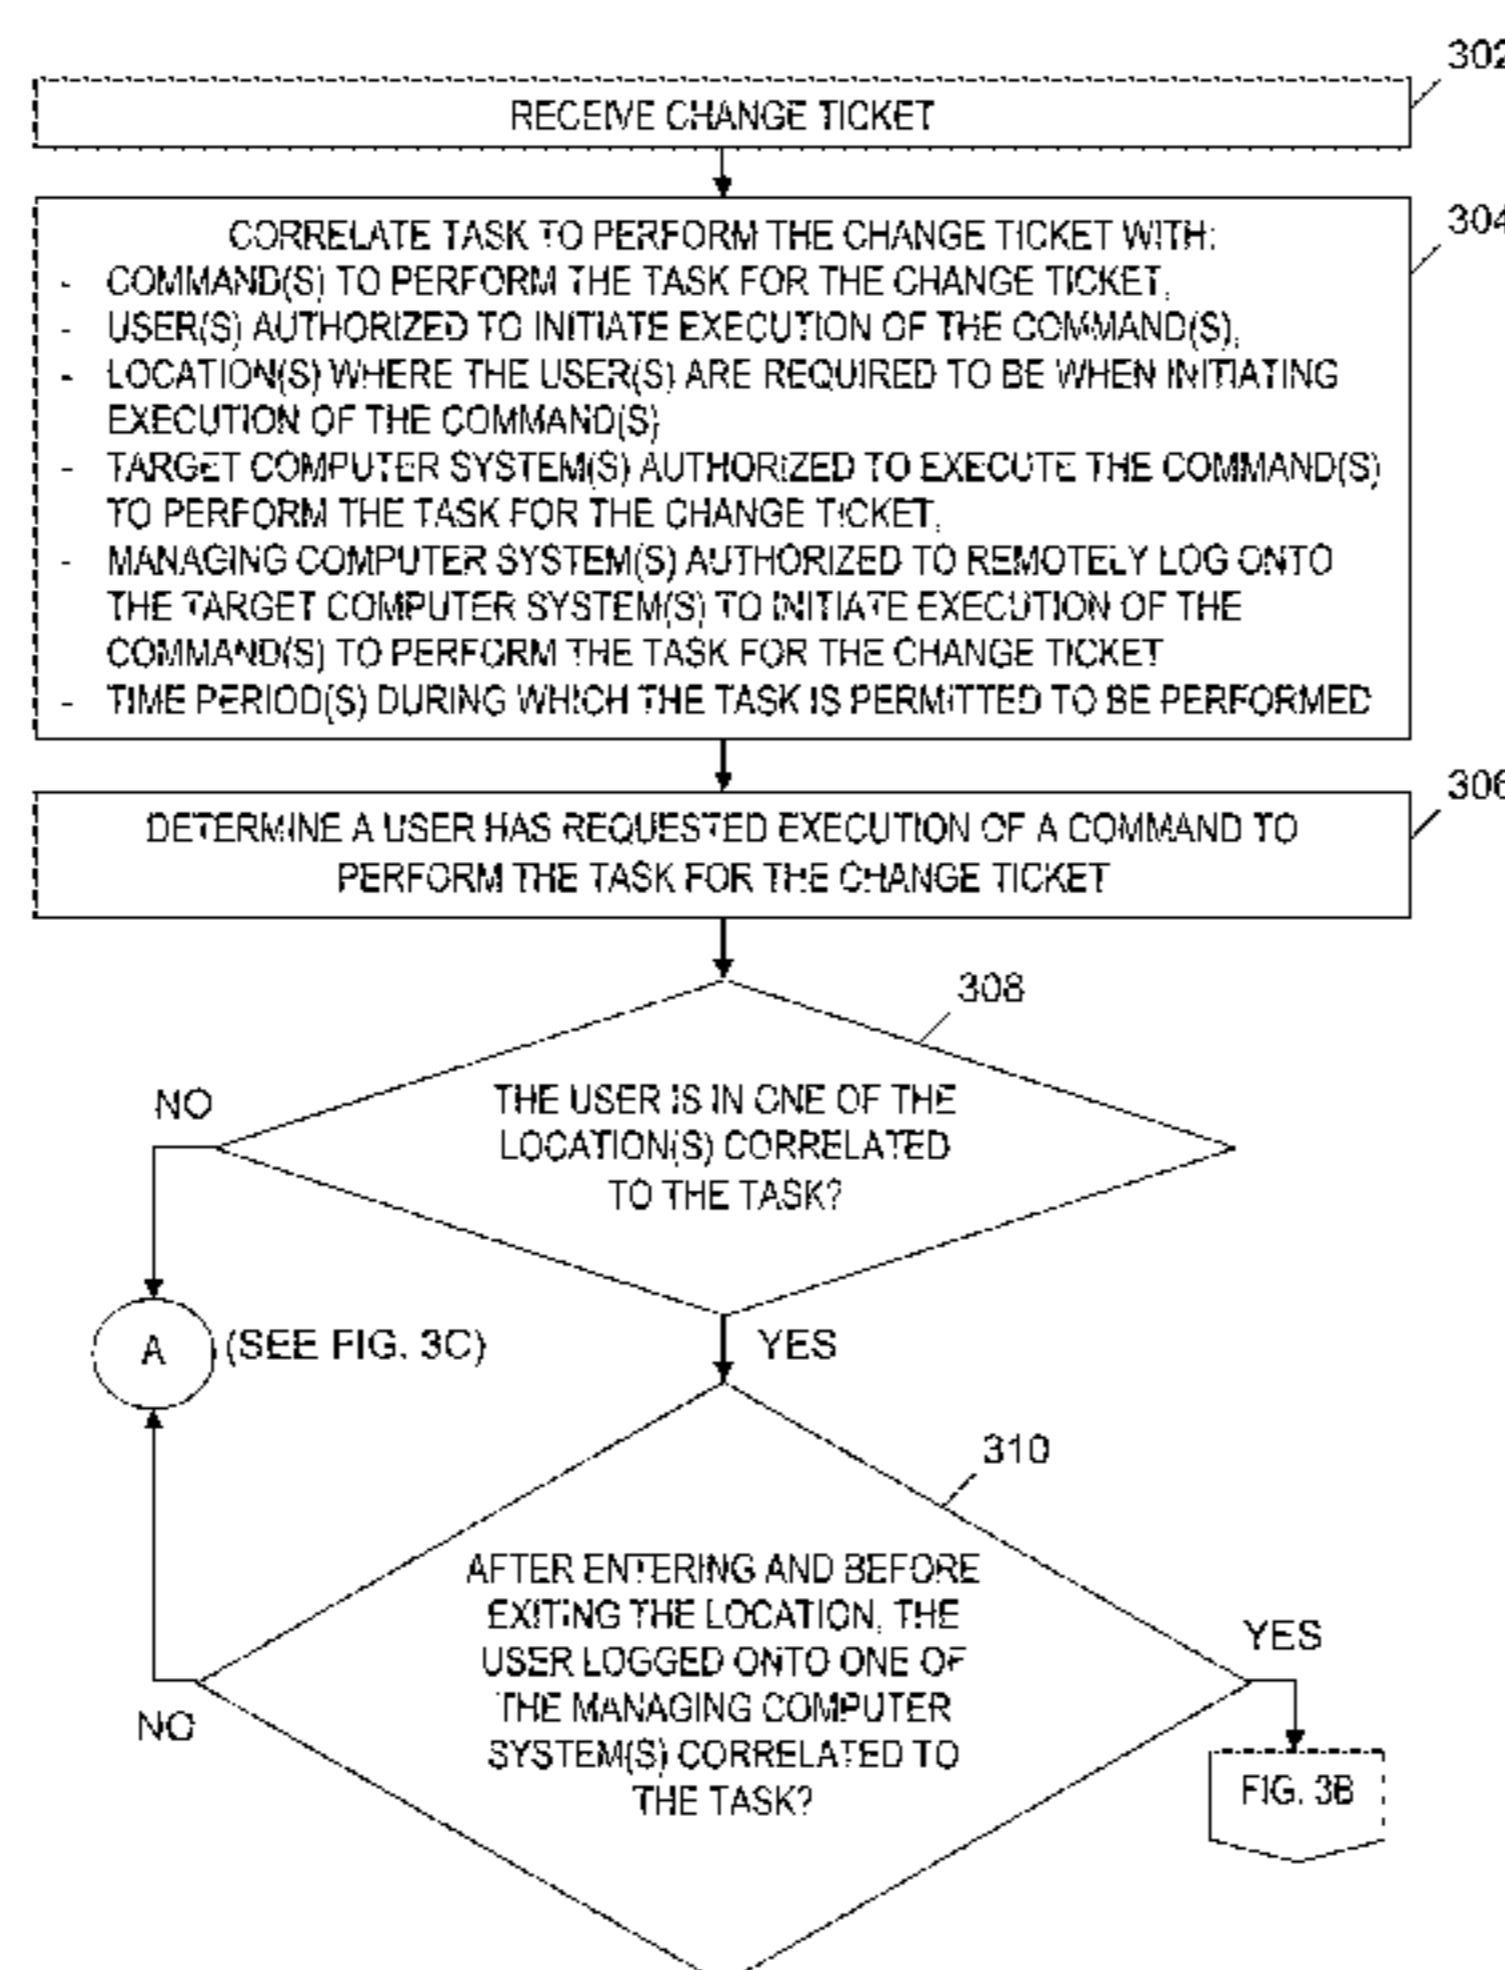 302
RECEIVE CHANGE TICKET
304
CORRELATE TASK TO PERFORM THE CHANGE TICKET WITH:
- COMMAND(S) TO PERFORM THE TASK FOR THE CHANGE TICKET,
- USER(S) AUTHORIZED TO INITIATE EXECUTION OF THE COMMAND(S),
- LOCATION(S) WHERE THE USER(S) ARE REQUIRED TO BE WHEN INITIATING
EXECUTION OF THE COMMAND(S)
- TARGET COMPUTER SYSTEM(S) AUTHORIZED TO EXECUTE THE COMMAND(S)
TO PERFORM THE TASK FOR THE CHANGE TICKET,
- MANAGING COMPUTER SYSTEM(S) AUTHORIZED TO REMOTELY LOG ONTO
THE TARGET COMPUTER SYSTEM(S) TO INITIATE EXECUTION OF THE
COMMAND(S) TO PERFORM THE TASK FOR THE CHANGE TICKET
- TIME PERIOD(S) DURING WHICH THE TASK IS PERMITTED TO BE PERFORMED
306
DETERMINE A USER HAS REQUESTED EXECUTION OF A COMMAND TO
PERFORM THE TASK FOR THE CHANGE TICKET
308
NO
THE USER IS IN ONE OF THE
LOCATION(S) CORRELATED
TO THE TASK?
A
(SEE FIG. 3C)
YES
310
AFTER ENTERING AND BEFORE
EXITING THE LOCATION, THE
USER LOGGED ONTO ONE OF
THE MANAGING COMPUTER
SYSTEM(S) CORRELATED TO
THE TASK?
YES
NO
FIG. 3B